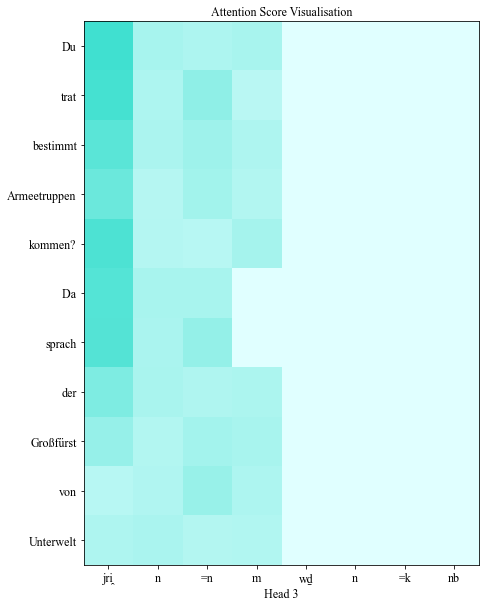 Attention Score Visualisation
Du
trat
bestimmt
Armeetruppen
kommen?
Da
sprach
der
Großfürst
von
Unterwelt
jri̯ n =n m wḏ n =k nb
Head 3